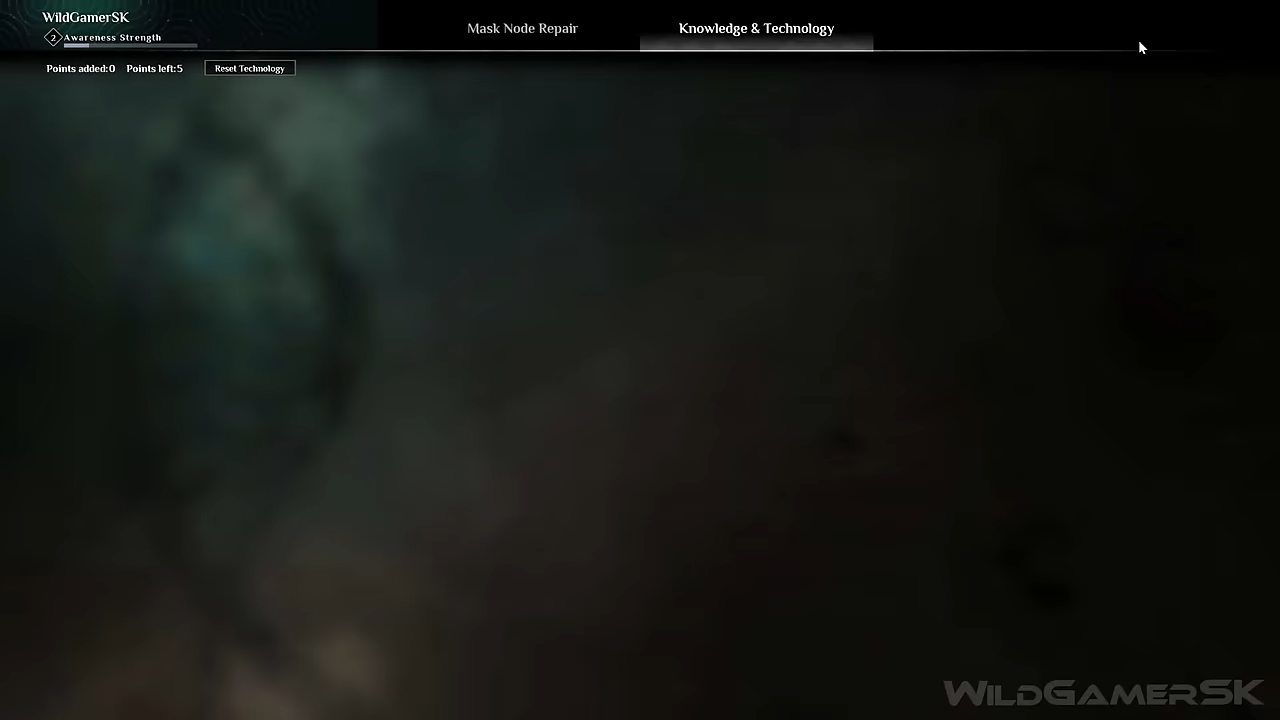 WildGamerSK
2 Awareness Strength
Mask Node Repair
Knowledge & Technology
Points added:0 Points left:5
Reset Technology
WildGamerSK